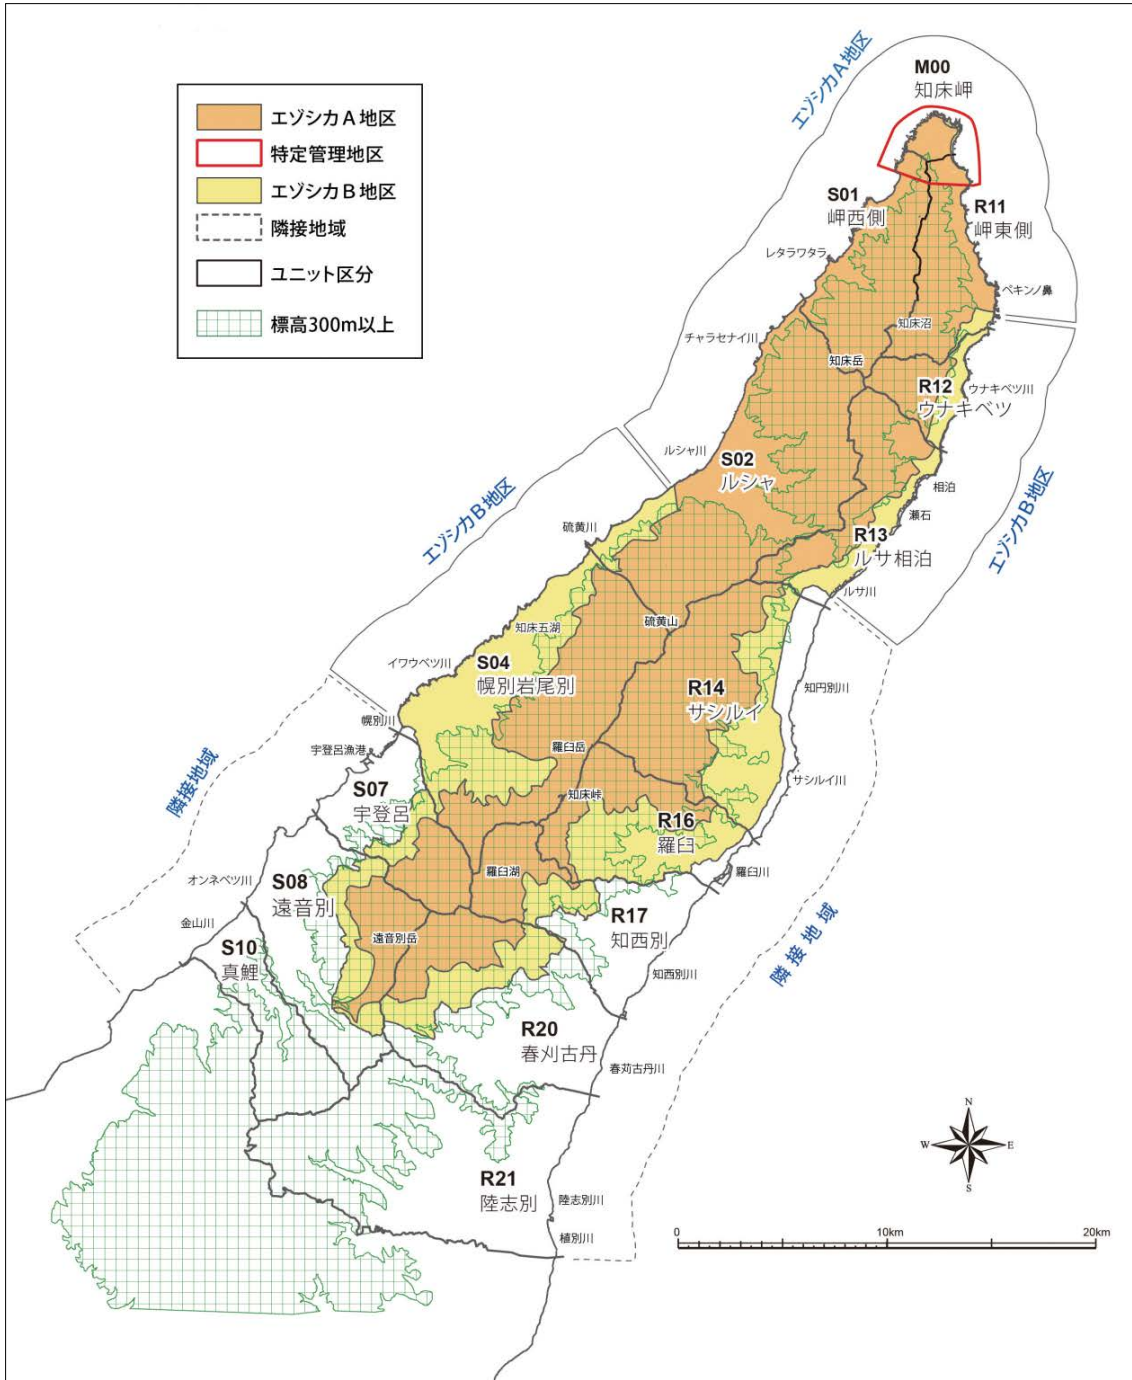 エゾシカA地区
特定管理地区
エゾシカB地区
隣接地域
ユニット区分
標高300m以上
エゾシカA地区
M00
知床岬
S01
岬西側
R11
岬東側
レタラワタラ
ペキンノ鼻
知床沼
チャラセナイ川
知床岳
R12
ウナキベツ
ウナキベツ川
ルシャ川
S02
ルシャ
相泊
瀬石
エゾシカB地区
エゾシカB地区
硫黄川
R13
ルサ相泊
ルサ川
知床五湖
硫黄山
イワウベツ川
S04
幌別岩尾別
R14
サシルイ
知円別川
幌別川
宇登呂漁港
羅臼岳
サシルイ川
隣接地域
S07
宇登呂
知床峠
R16
羅臼
羅臼湖
羅臼川
オンネベツ川
S08
遠音別
R17
知西別
金山川
遠音別岳
隣接地域
S10
真鯉
知西別川
R20
春刈古丹
春苅古丹川
R21
陸志別
陸志別川
植別川
N
W
E
S
0
10km
20km